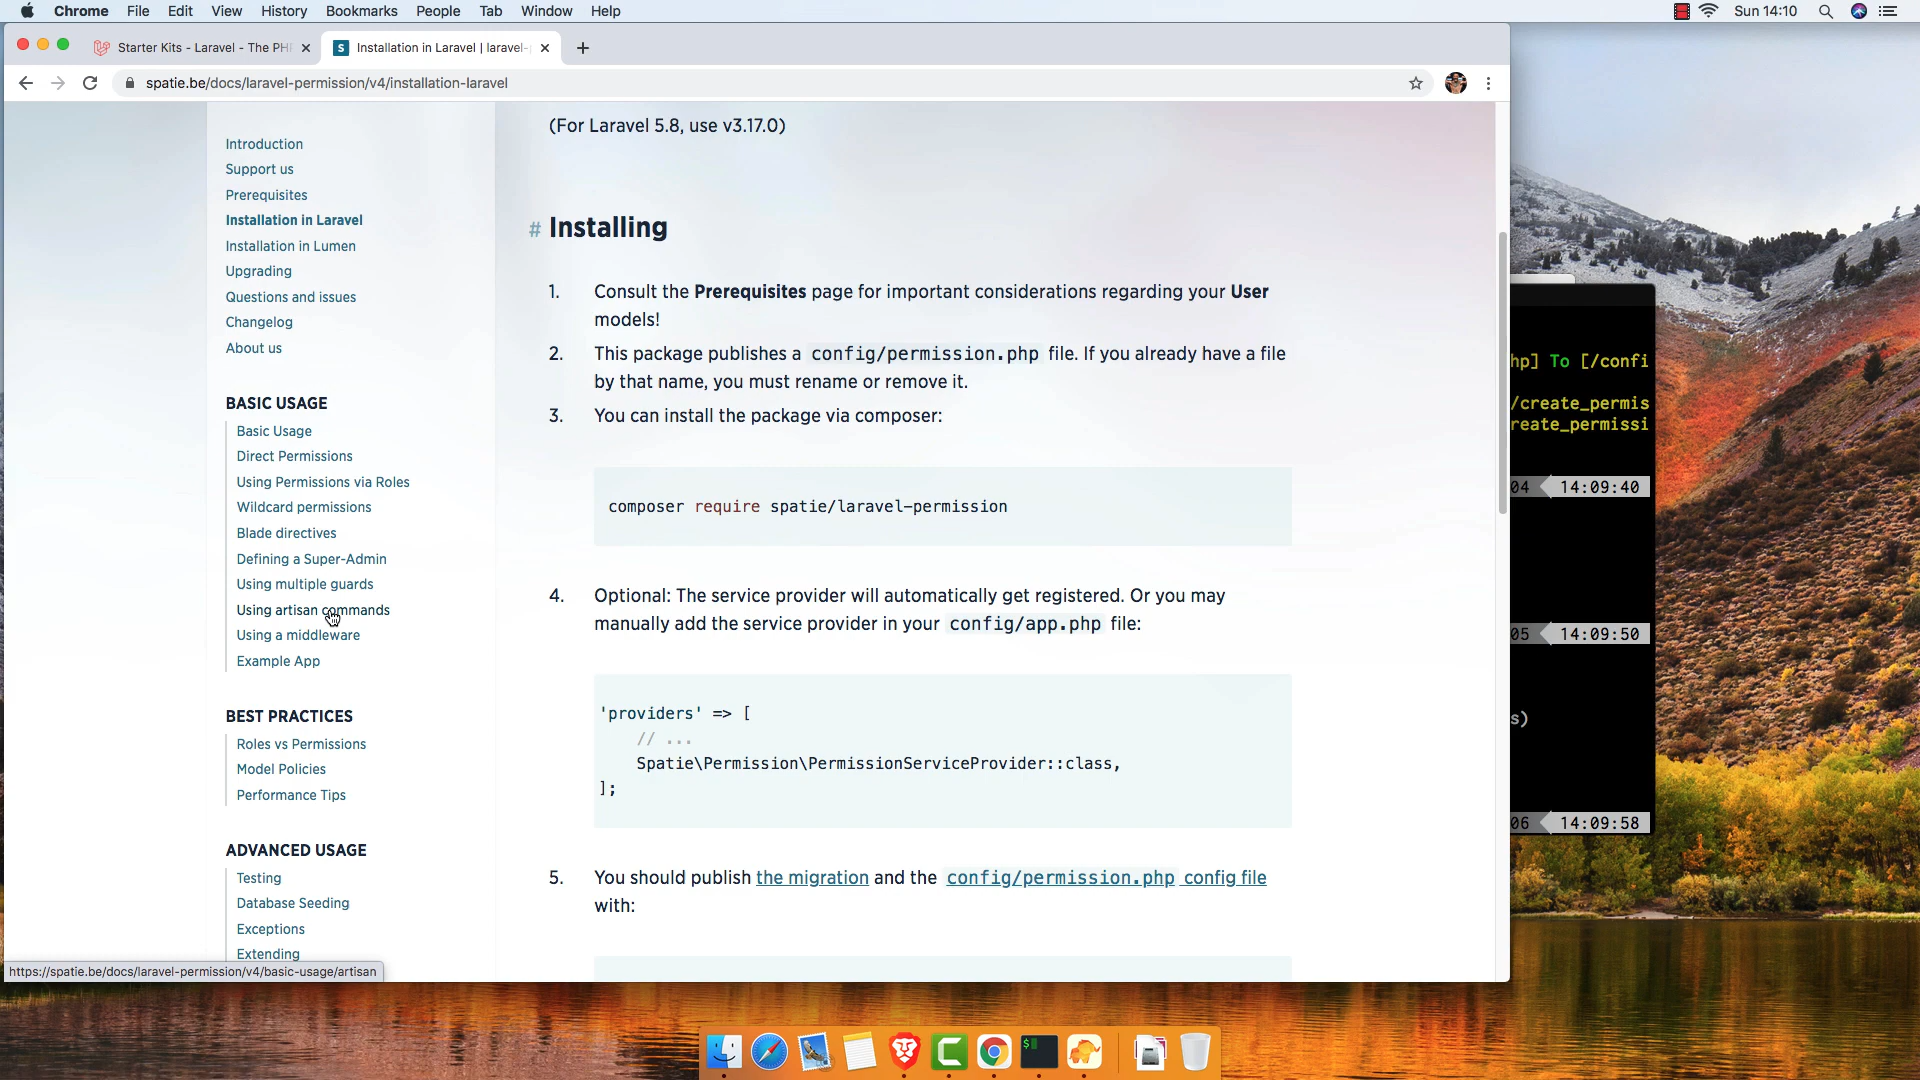 Chrome File Edit View History Bookmarks People Tab Window Help
Sun 14:10
Starter Kits - Laravel - The PH
Installation in Laravel | laravel-
spatie.be/docs/laravel-permission/v4/installation-laravel
Introduction
Support us
Prerequisites
Installation in Laravel
Installation in Lumen
Upgrading
Questions and issues
Changelog
About us
BASIC USAGE
Basic Usage
Direct Permissions
Using Permissions via Roles
Wildcard permissions
Blade directives
Defining a Super-Admin
Using multiple guards
Using artisan commands
Using a middleware
Example App
BEST PRACTICES
Roles vs Permissions
Model Policies
Performance Tips
ADVANCED USAGE
Testing
Database Seeding
Exceptions
Extending
https://spatie.be/docs/laravel-permission/v4/basic-usage/artisan
(For Laravel 5.8, use v3.17.0)
# Installing
1. Consult the Prerequisites page for important considerations regarding your User
models!
2. This package publishes a config/permission.php file. If you already have a file
by that name, you must rename or remove it.
3. You can install the package via composer:
composer require spatie/laravel-permission
4. Optional: The service provider will automatically get registered. Or you may
manually add the service provider in your config/app.php file:
'providers' => [
// ...
Spatie\Permission\PermissionServiceProvider::class,
];
5. You should publish the migration and the config/permission.php config file
with:
hp] To [/confi
/create_permis
reate_permissi
04 14:09:40
05 14:09:50
s)
06 14:09:58